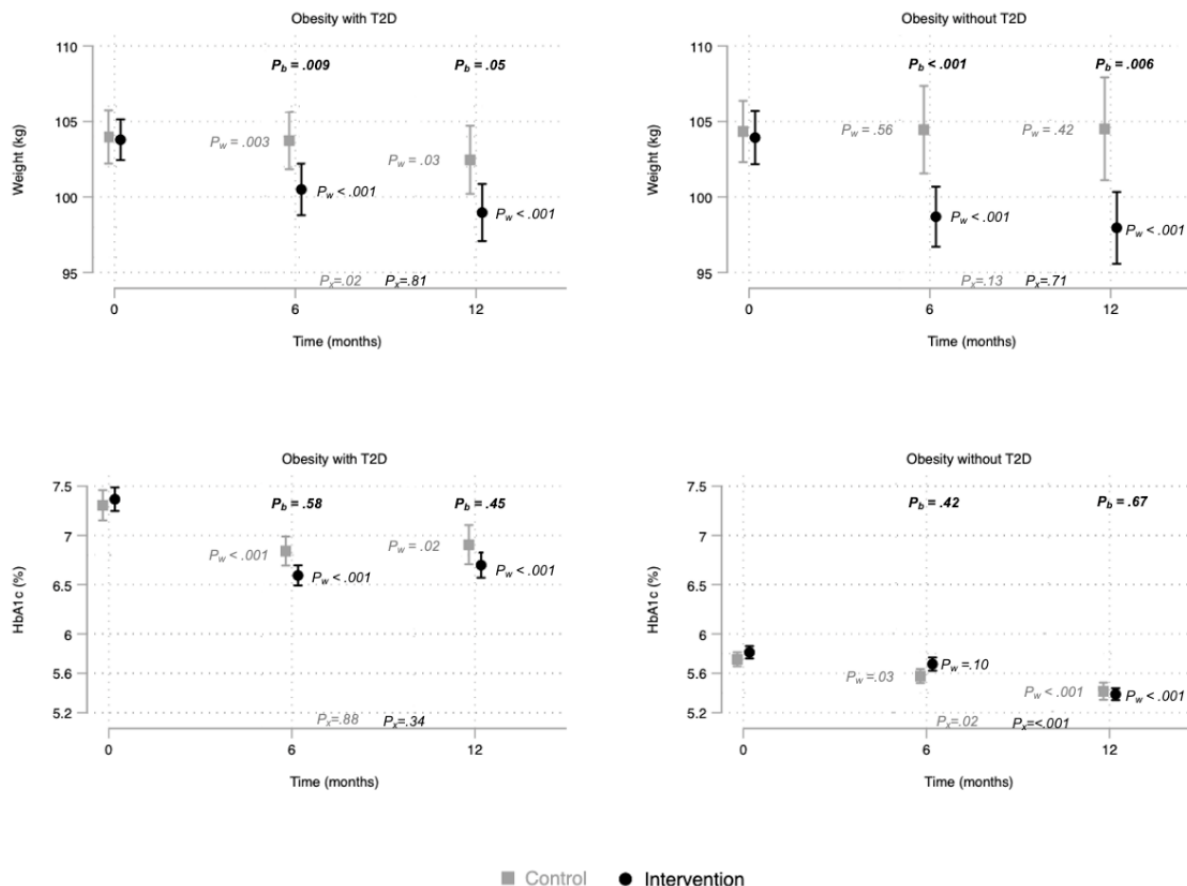 Obesity with T2D
110
105
100
95
Weight (kg)
P_b = .009
P_b = .05
P_w = .003
P_w < .001
P_w = .03
P_w < .001
P_x=.02 P_x=.81
0 6 12
Time (months)
Obesity without T2D
110
105
100
95
Weight (kg)
P_b < .001
P_b = .006
P_w = .56
P_w < .001
P_w = .42
P_w < .001
P_x=.13 P_x=.71
0 6 12
Time (months)
Obesity with T2D
7.5
7
6.5
6
5.6
5.2
HbA1c (%)
P_b = .58
P_b = .45
P_w < .001
P_w < .001
P_w = .02
P_w < .001
P_x=.88 P_x=.34
0 6 12
Time (months)
Obesity without T2D
7.5
7
6.5
6
5.6
5.2
HbA1c (%)
P_b = .42
P_b = .67
P_w = .03
P_w =.10
P_w < .001
P_w < .001
P_x=.02 P_x=<.001
0 6 12
Time (months)
Control Intervention